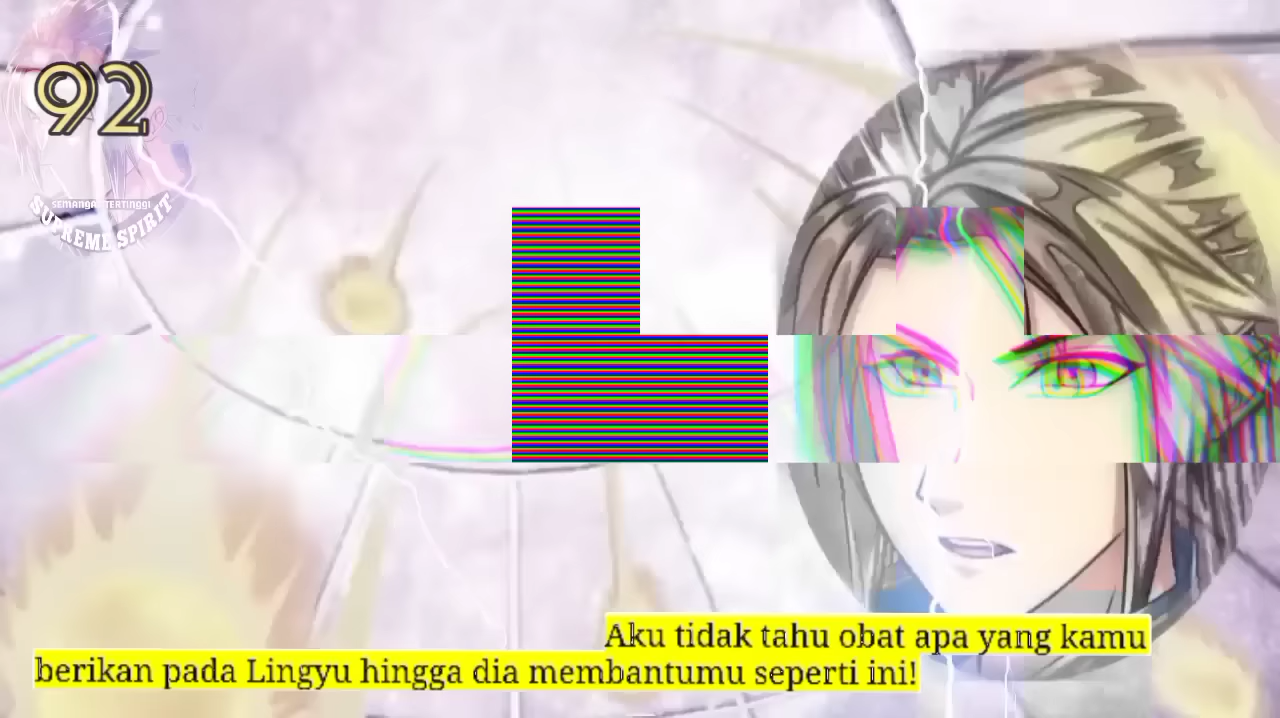 92
SEMANGAT TERTINGGI
SUPREME SPIRIT
Aku tidak tahu obat apa yang kamu
berikan pada Lingyu hingga dia membantumu seperti ini!